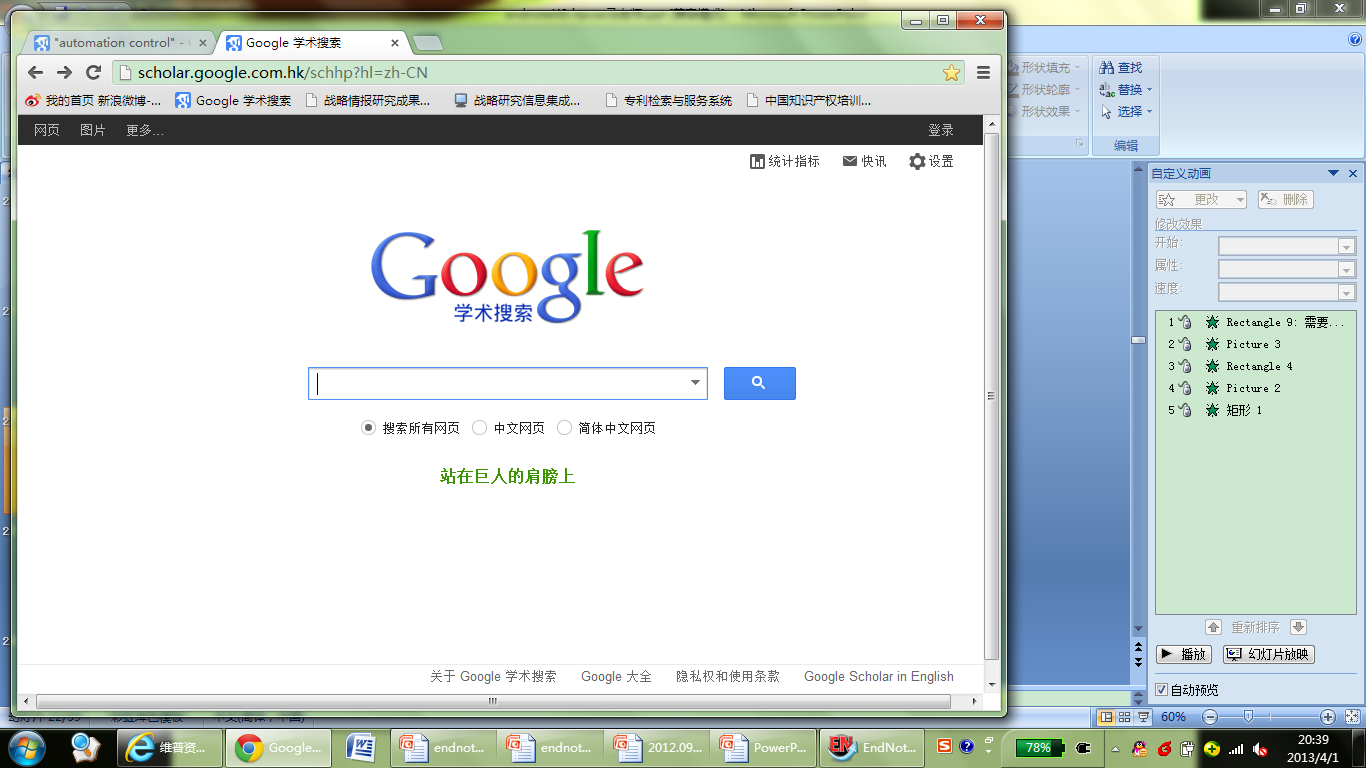 "automation control" -
Google 学术搜索
scholar.google.com.hk/schhp?hl=zh-CN
我的首页 新浪微博-...
Google 学术搜索
战略情报研究成果...
战略研究信息集成...
专利检索与服务系统
中国知识产权培训...
网页 图片 更多...
登录
统计指标 快讯 设置
Google
学术搜索
搜索所有网页 中文网页 简体中文网页
站在巨人的肩膀上
关于 Google 学术搜索 Google 大全 隐私权和使用条款 Google Scholar in English
形状填充
形状轮廓
形状效果
查找
替换
选择
编辑
自定义动画
更改 删除
修改效果
开始:
属性:
速度:
1 Rectangle 9: 需要...
2 Picture 3
3 Rectangle 4
4 Picture 2
5 矩形 1
重新排序
播放 幻灯片放映
自动预览
60%
维普资...
Google...
endnot...
endnot...
2012.09...
PowerP...
EndNot...
78%
20:39
2013/4/1